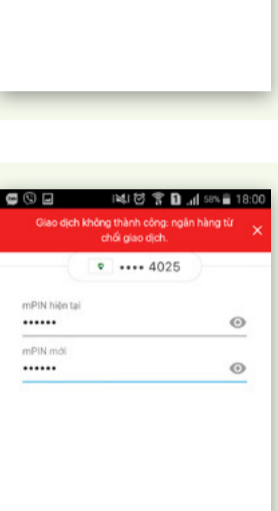 58% 18:00
Giao dịch không thành công: ngân hàng từ
chối giao dịch.
•••• 4025
mPIN hiện tại
••••••
mPIN mới
••••••